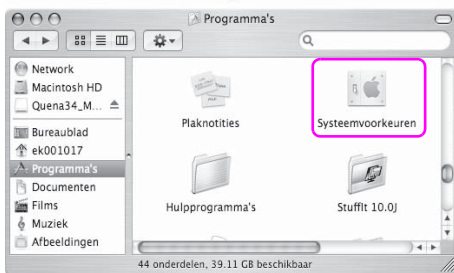 Programma's
Network
Macintosh HD
Quena34_M...
Bureaublad
ek001017
Programma's
Documenten
Films
Muziek
Afbeeldingen
Plaknotities
Systeemvoorkeuren
Hulpprogramma's
StuffIt 10.0J
44 onderdelen, 39.11 GB beschikbaar